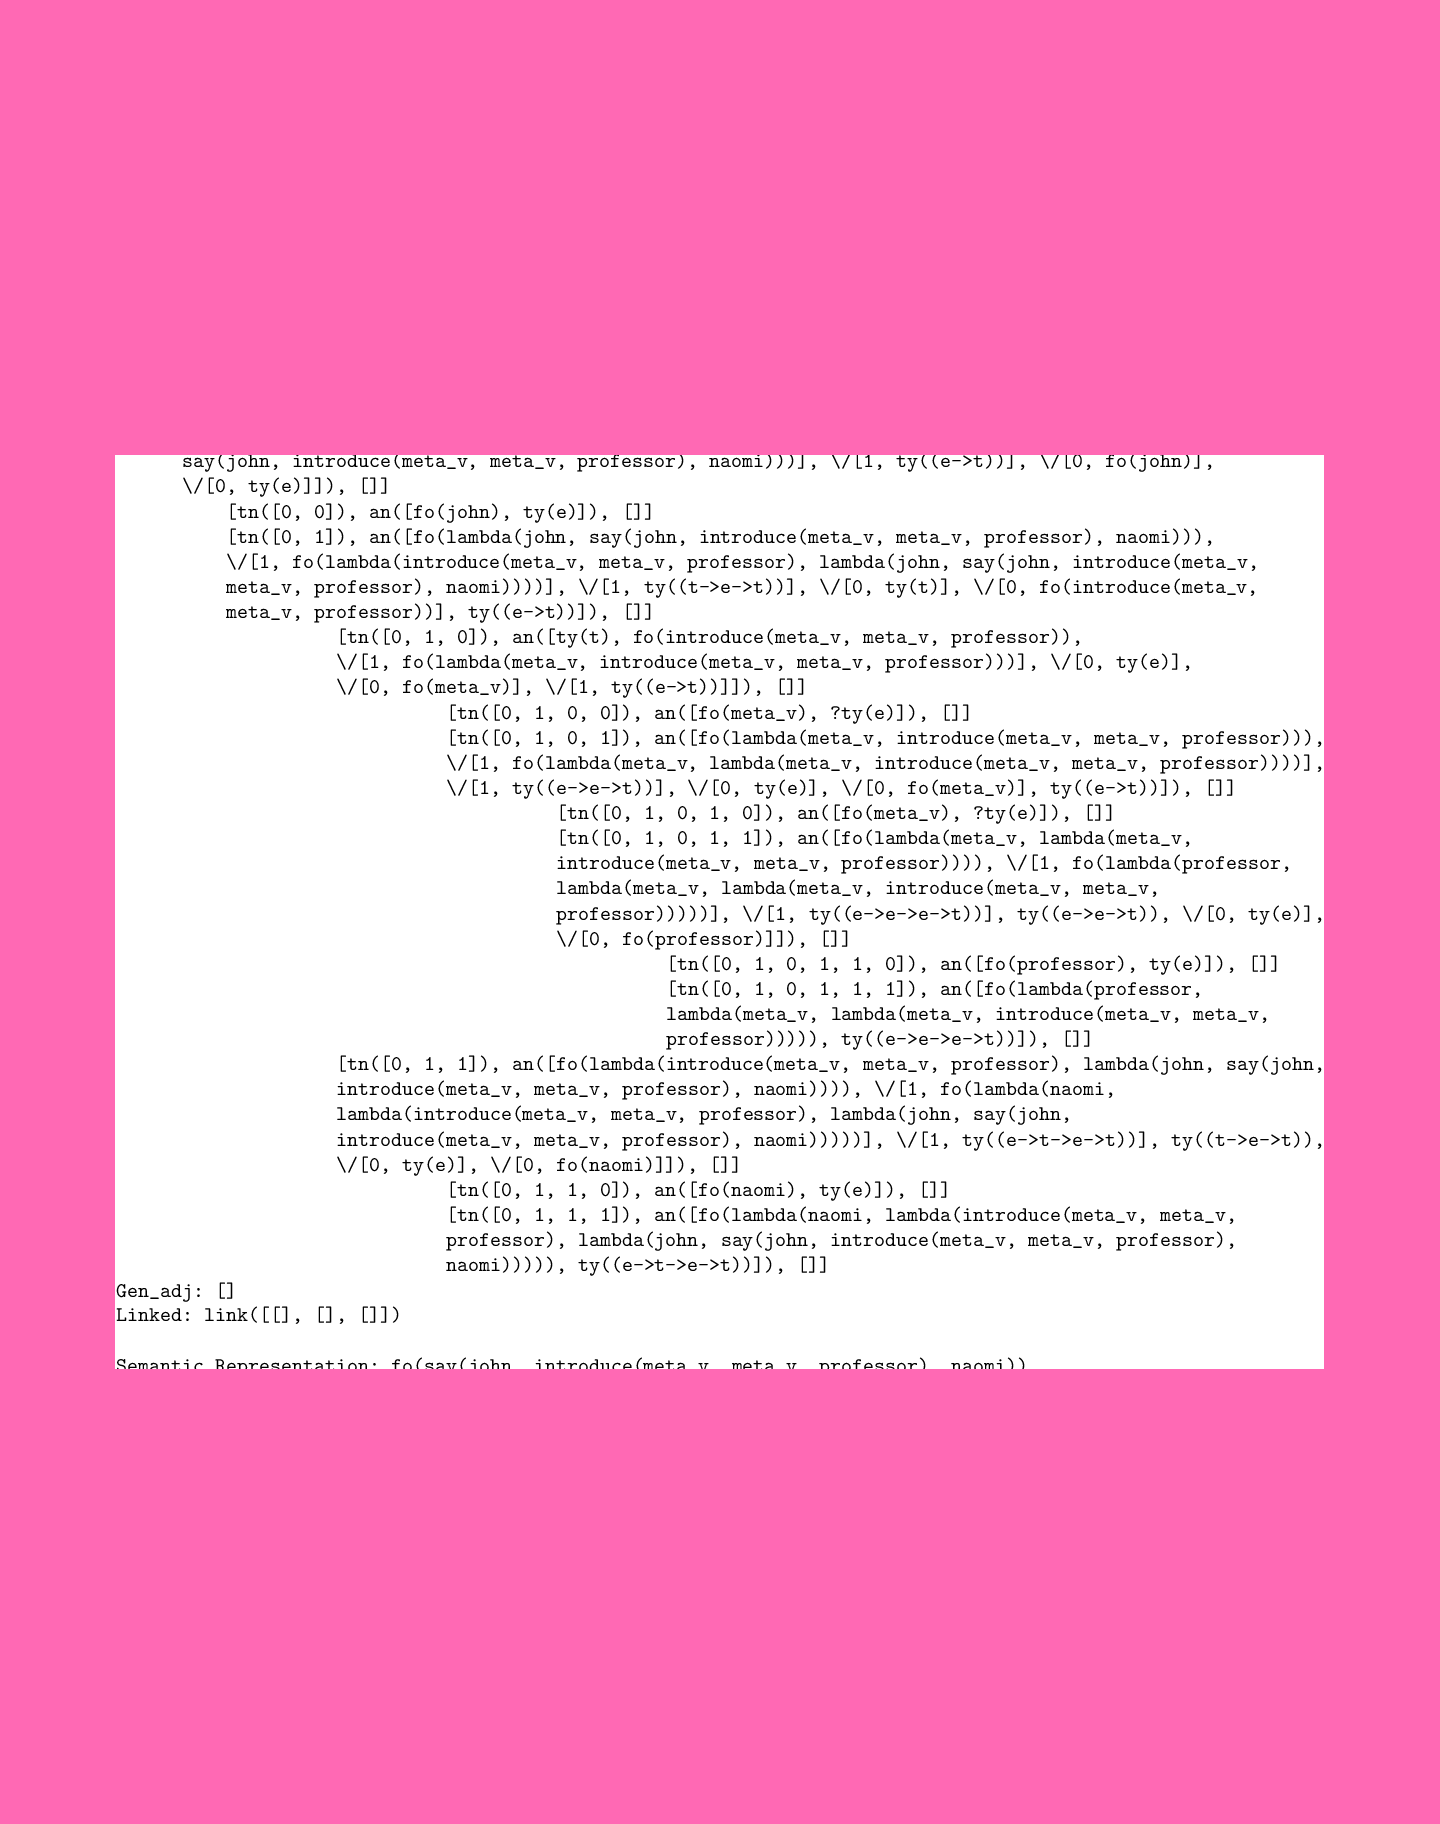 say(john, introduce(meta_v, meta_v, professor), naomi)))], \/[1, ty((e->t))], \/[0, fo(john)],
\/[0, ty(e)]]), []]
[tn([0, 0]), an([fo(john), ty(e)]), []]
[tn([0, 1]), an([fo(lambda(john, say(john, introduce(meta_v, meta_v, professor), naomi))),
\/[1, fo(lambda(introduce(meta_v, meta_v, professor), lambda(john, say(john, introduce(meta_v,
meta_v, professor), naomi))))], \/[1, ty((t->e->t))], \/[0, ty(t)], \/[0, fo(introduce(meta_v,
meta_v, professor))], ty((e->t))]), []]
[tn([0, 1, 0]), an([ty(t), fo(introduce(meta_v, meta_v, professor)),
\/[1, fo(lambda(meta_v, introduce(meta_v, meta_v, professor)))], \/[0, ty(e)],
\/[0, fo(meta_v)], \/[1, ty((e->t))]]), []]
[tn([0, 1, 0, 0]), an([fo(meta_v), ?ty(e)]), []]
[tn([0, 1, 0, 1]), an([fo(lambda(meta_v, introduce(meta_v, meta_v, professor))),
\/[1, fo(lambda(meta_v, lambda(meta_v, introduce(meta_v, meta_v, professor))))],
\/[1, ty((e->e->t))], \/[0, ty(e)], \/[0, fo(meta_v)], ty((e->t))]), []]
[tn([0, 1, 0, 1, 0]), an([fo(meta_v), ?ty(e)]), []]
[tn([0, 1, 0, 1, 1]), an([fo(lambda(meta_v, lambda(meta_v,
introduce(meta_v, meta_v, professor)))), \/[1, fo(lambda(professor,
lambda(meta_v, lambda(meta_v, introduce(meta_v, meta_v,
professor)))))], \/[1, ty((e->e->e->t))], ty((e->e->t)), \/[0, ty(e)],
\/[0, fo(professor)]]), []]
[tn([0, 1, 0, 1, 1, 0]), an([fo(professor), ty(e)]), []]
[tn([0, 1, 0, 1, 1, 1]), an([fo(lambda(professor,
lambda(meta_v, lambda(meta_v, introduce(meta_v, meta_v,
professor))))), ty((e->e->e->t))]), []]
[tn([0, 1, 1]), an([fo(lambda(introduce(meta_v, meta_v, professor), lambda(john, say(john,
introduce(meta_v, meta_v, professor), naomi)))), \/[1, fo(lambda(naomi,
lambda(introduce(meta_v, meta_v, professor), lambda(john, say(john,
introduce(meta_v, meta_v, professor), naomi)))))], \/[1, ty((e->t->e->t))], ty((t->e->t)),
\/[0, ty(e)], \/[0, fo(naomi)]]), []]
[tn([0, 1, 1, 0]), an([fo(naomi), ty(e)]), []]
[tn([0, 1, 1, 1]), an([fo(lambda(naomi, lambda(introduce(meta_v, meta_v,
professor), lambda(john, say(john, introduce(meta_v, meta_v, professor),
naomi))))), ty((e->t->e->t))]), []]
Gen_adj: []
Linked: link([[], [], []])
Semantic Representation: fo(say(john, introduce(meta_v, meta_v, professor), naomi))